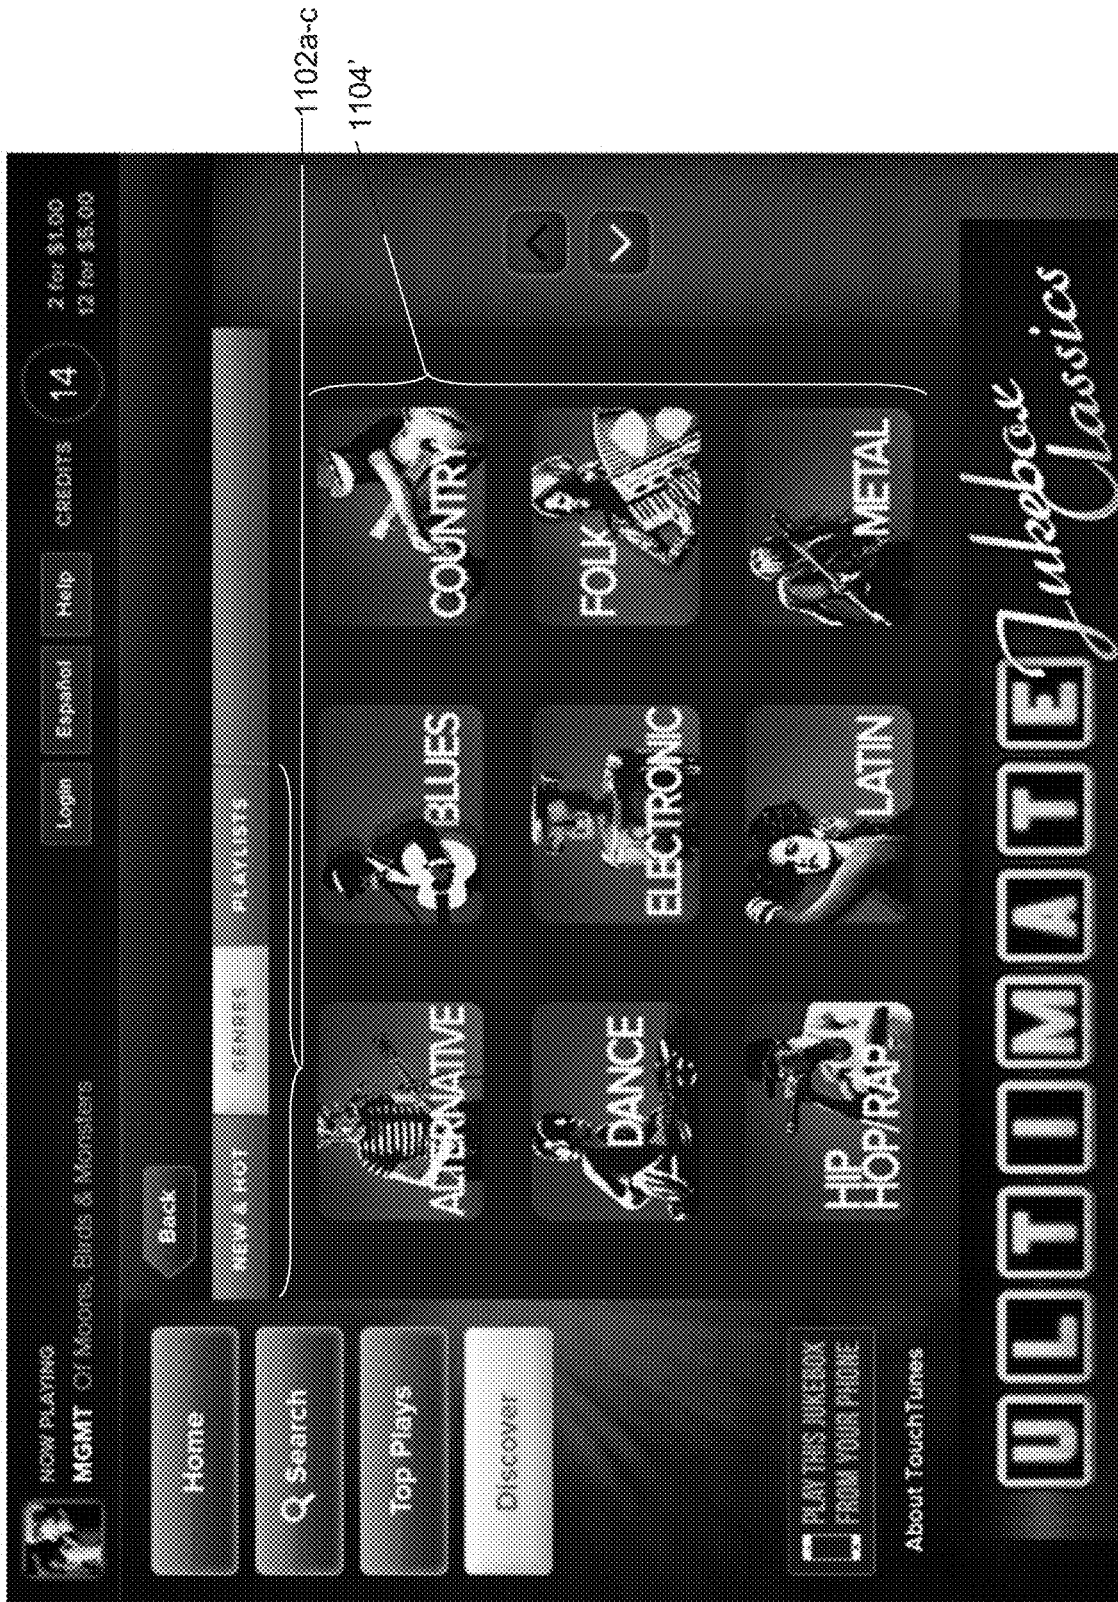 NOW PLAYING
MGMT Of Moons, Birds & Monsters
Login
Español
Help
CREDITS
14
2 for $1.00
12 for $5.00
Home
Search
Top Plays
Discover
PLAY THIS JUKEBOX
FROM YOUR PHONE
About TouchTunes
Back
NEW & HOT
GENRES
PLAYLISTS
ALTERNATIVE
BLUES
COUNTRY
DANCE
ELECTRONIC
FOLK
HIP
HOP/RAP
LATIN
METAL
ULTIMATE
Jukebox
Classics
1102a-c
1104'